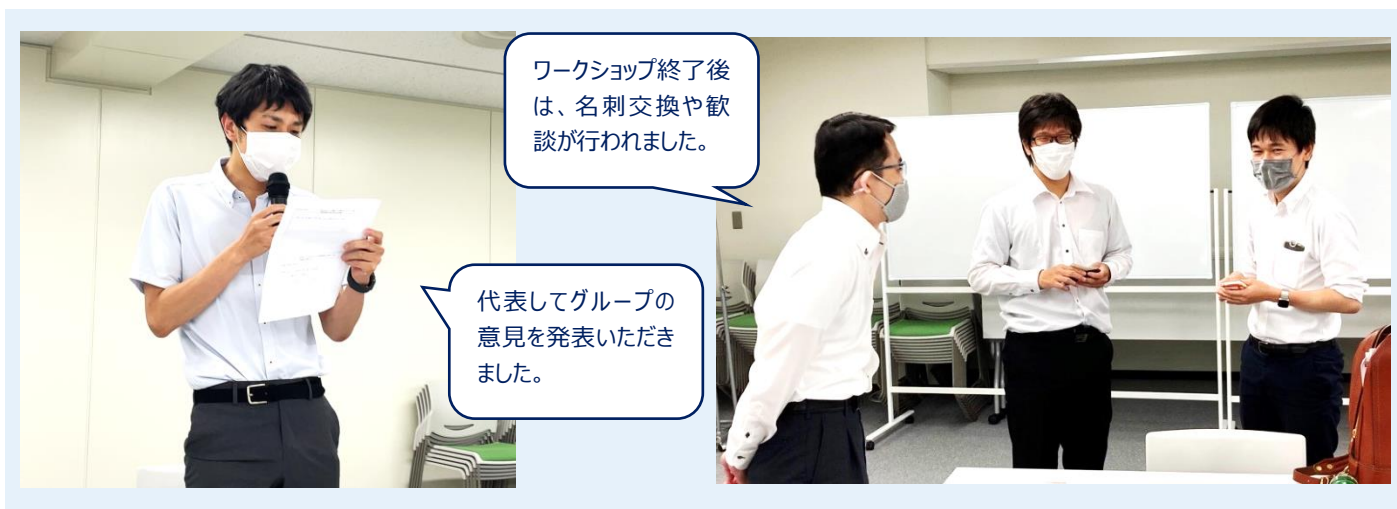 ワークショップ終了後
は、名刺交換や歓
談が行われました。
代表してグループの
意見を発表いただき
ました。